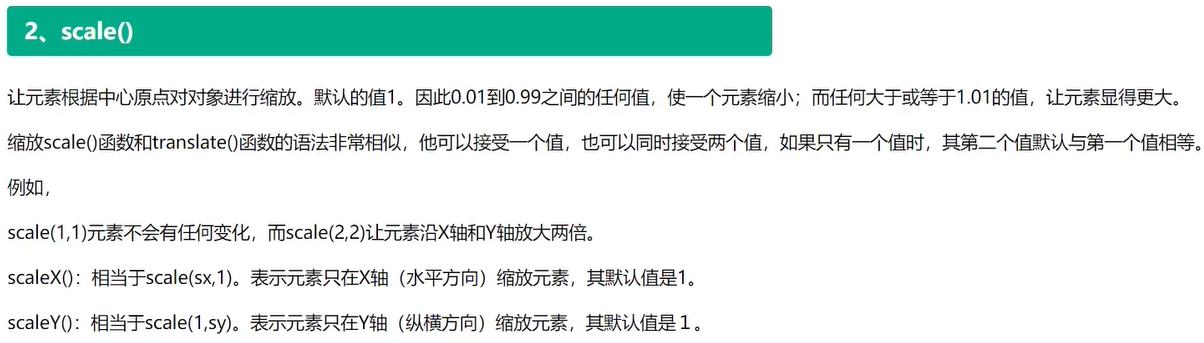 2、scale()
让元素根据中心原点对对象进行缩放。默认的值1。因此0.01到0.99之间的任何值，使一个元素缩小；而任何大于或等于1.01的值，让元素显得更大。
缩放scale()函数和translate()函数的语法非常相似，他可以接受一个值，也可以同时接受两个值，如果只有一个值时，其第二个值默认与第一个值相等。
例如，
scale(1,1)元素不会有任何变化，而scale(2,2)让元素沿X轴和Y轴放大两倍。
scaleX()：相当于scale(sx,1)。表示元素只在X轴（水平方向）缩放元素，其默认值是1。
scaleY()：相当于scale(1,sy)。表示元素只在Y轴（纵横方向）缩放元素，其默认值是１。